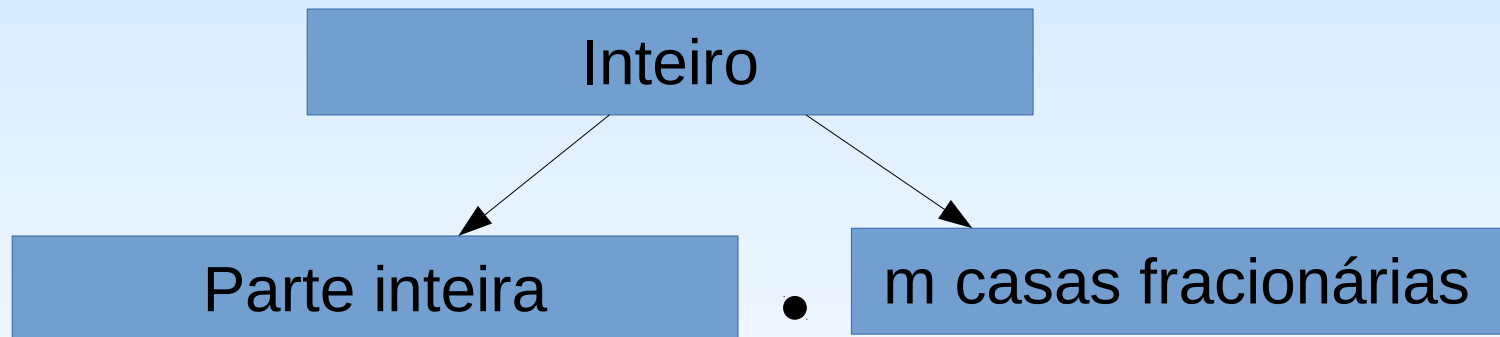 Inteiro
Parte inteira
.
m casas fracionárias